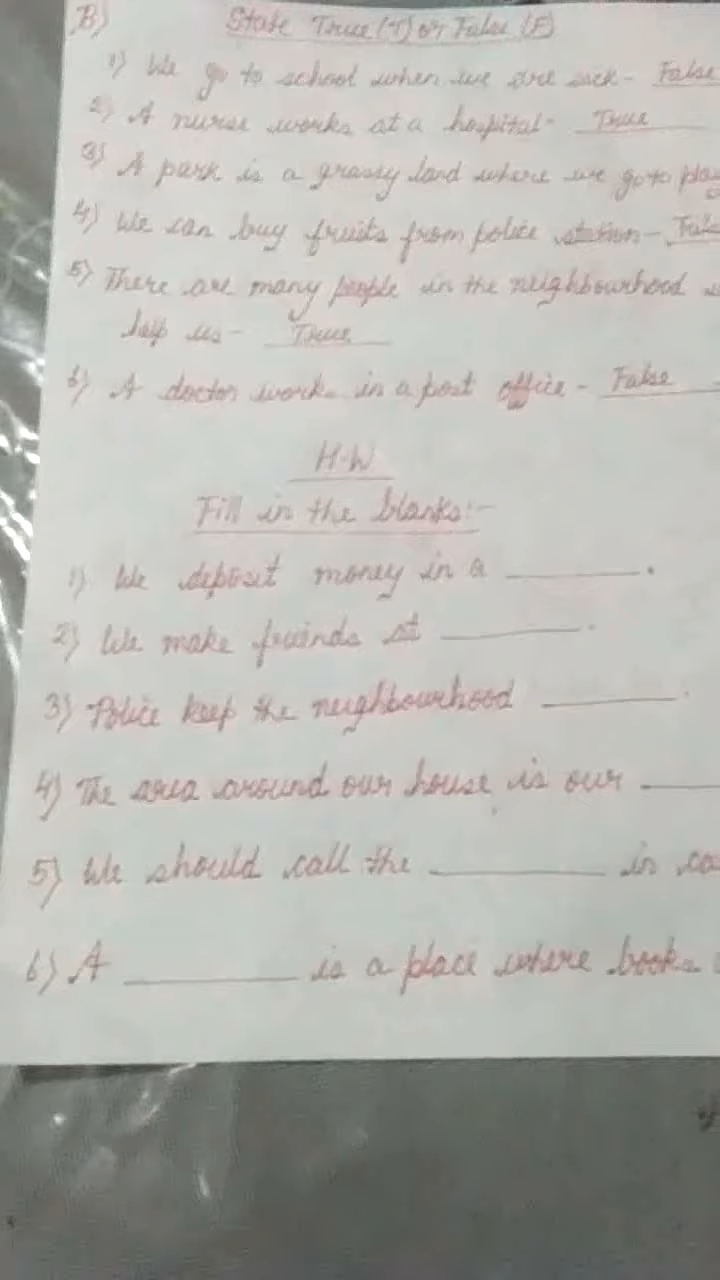 B) State True (T) or False (F)
1) We go to school when we are sick - False
2) A nurse works at a hospital - True
3) A park is a grassy land where we go to play
4) We can buy fruits from police station - Fals
5) There are many people in the neighbourhood
help us - True
6) A doctor works in a post office - False
H.W
Fill in the blanks:-
1) We deposit money in a ________.
2) We make friends at ________.
3) Police keep the neighbourhood ________.
4) The area around our house is our ____
5) We should call the ________ in ca
6) A ________ is a place where books